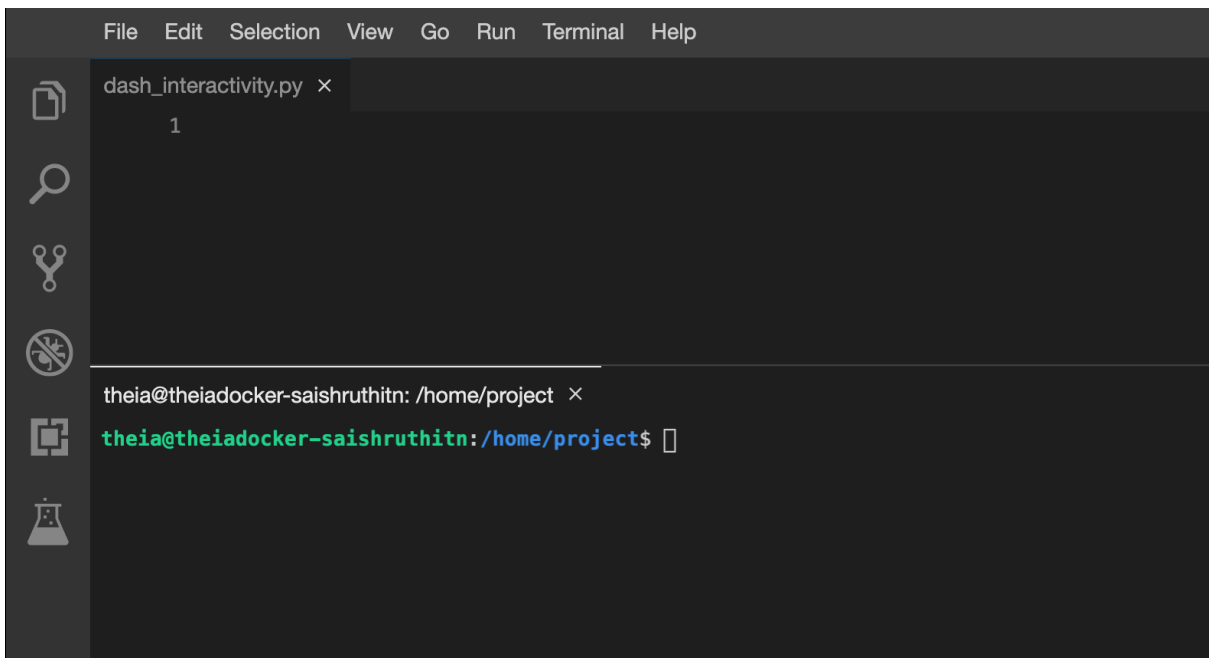 File Edit Selection View Go Run Terminal Help
dash_interactivity.py ×
1
theia@theiadocker-saishruthitn: /home/project ×
theia@theiadocker-saishruthitn:/home/project$